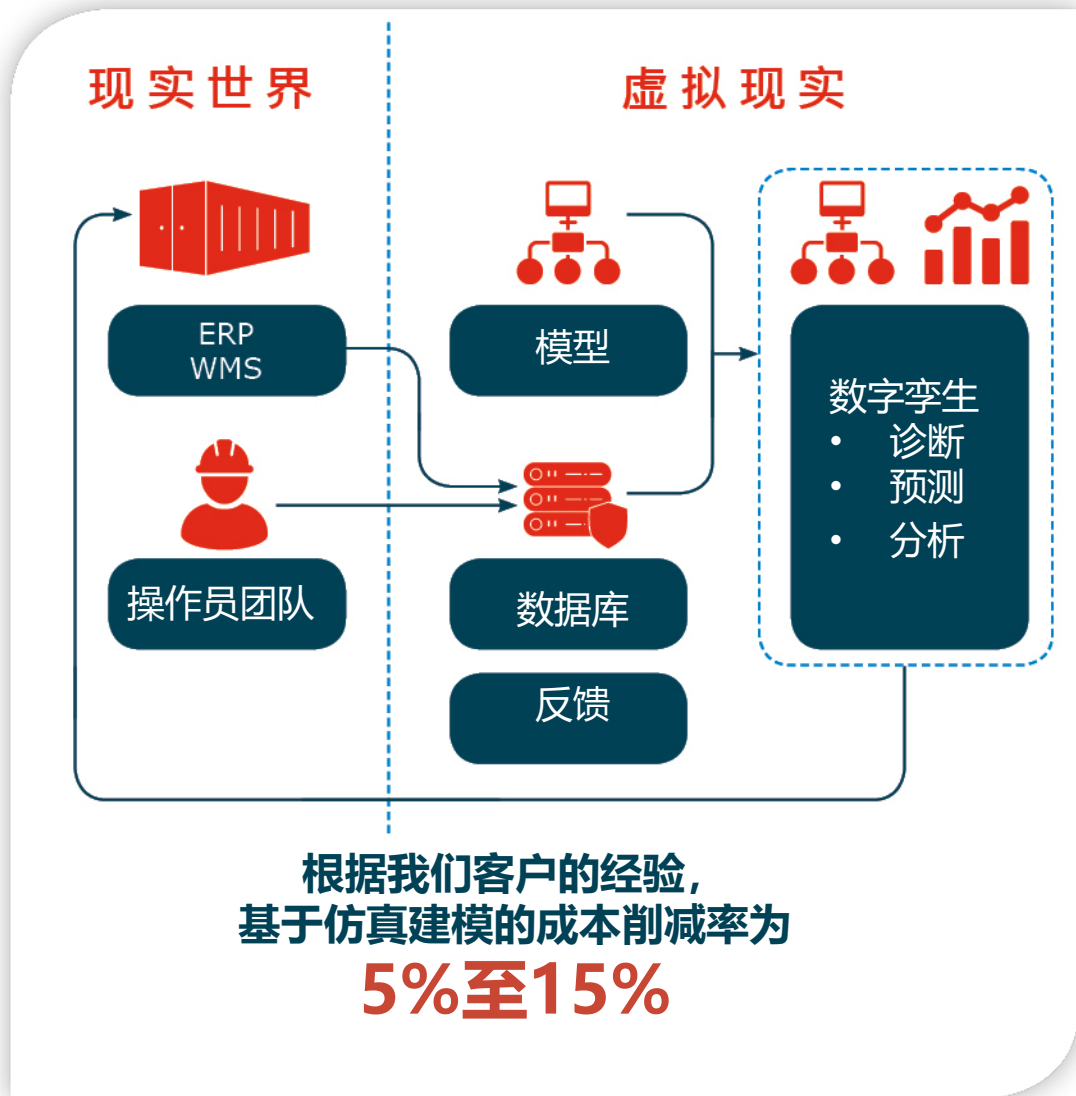 现实世界
虚拟现实
ERP
WMS
模型
数字孪生
• 诊断
• 预测
• 分析
操作员团队
数据库
反馈
根据我们客户的经验，
基于仿真建模的成本削减率为
5%至15%